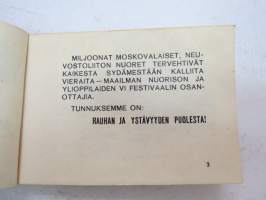 MILJOONAT MOSKOVALAISET, NEU-
VOSTOLIITON NUORET TERVEHTIVÄT
KAIKESTA SYDÄMESTÄÄN KALLIITA
VIERAITA — MAAILMAN NUORISON JA
YLIOPPILAIDEN VI FESTIVAALIN OSAN-
OTTAJIA.
TUNNUKSEMME ON:
RAUHAN JA YSTÄVYYDEN PUOLESTA!
3